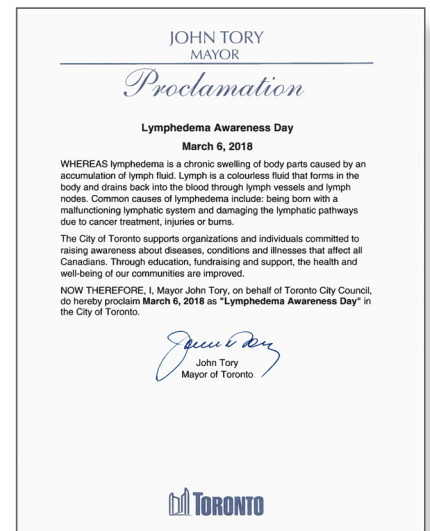 JOHN TORY
MAYOR
Proclamation
Lymphedema Awareness Day
March 6, 2018
WHEREAS lymphedema is a chronic swelling of body parts caused by an
accumulation of lymph fluid. Lymph is a colourless fluid that forms in the
body and drains back into the blood through lymph vessels and lymph
nodes. Common causes of lymphedema include: being born with a
malfunctioning lymphatic system and damaging the lymphatic pathways
due to cancer treatment, injuries or burns.
The City of Toronto supports organizations and individuals committed to
raising awareness about diseases, conditions and illnesses that affect all
Canadians. Through education, fundraising and support, the health and
well-being of our communities are improved.
NOW THEREFORE, I, Mayor John Tory, on behalf of Toronto City Council,
do hereby proclaim March 6, 2018 as "Lymphedema Awareness Day" in
the City of Toronto.
John Tory
Mayor of Toronto
TORONTO